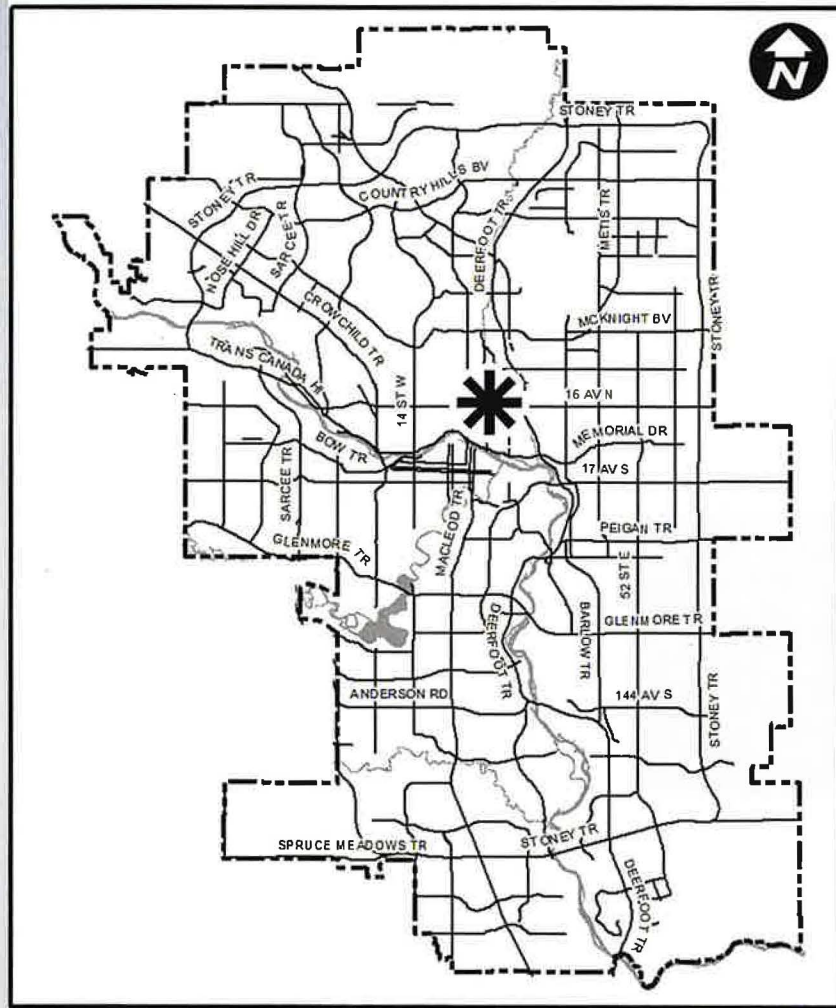 N
STONEY TR
COUNTRY HILLS BV
STONEY TR
NOSE HILL DR
SARCEE TR
DEERFOOT TR
METIS TR
CROWCHILD TR
MCKNIGHT BV
STONEY TR
TRANS CANADA HI
14 ST W
16 AV N
BOW TR
MEMORIAL DR
17 AV S
SARCEE TR
MACLEOD TR
PEIGAN TR
GLENMORE TR
52 ST E
DEERFOOT TR
BARLOW TR
GLENMORE TR
ANDERSON RD
144 AV S
STONEY TR
SPRUCE MEADOWS TR
STONEY TR
DEERFOOT TR